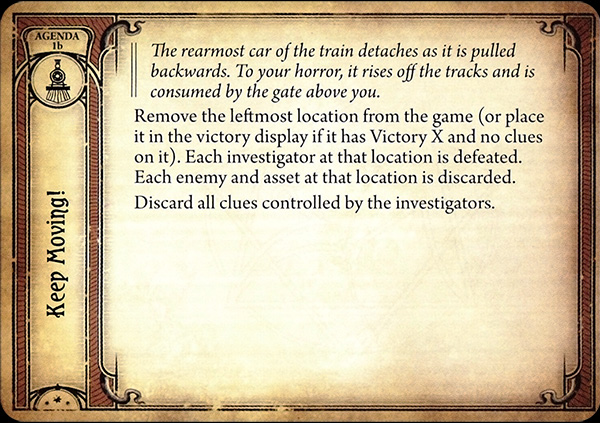 AGENDA
1b
Keep Moving!
The rearmost car of the train detaches as it is pulled
backwards. To your horror, it rises off the tracks and is
consumed by the gate above you.
Remove the leftmost location from the game (or place
it in the victory display if it has Victory X and no clues
on it). Each investigator at that location is defeated.
Each enemy and asset at that location is discarded.
Discard all clues controlled by the investigators.